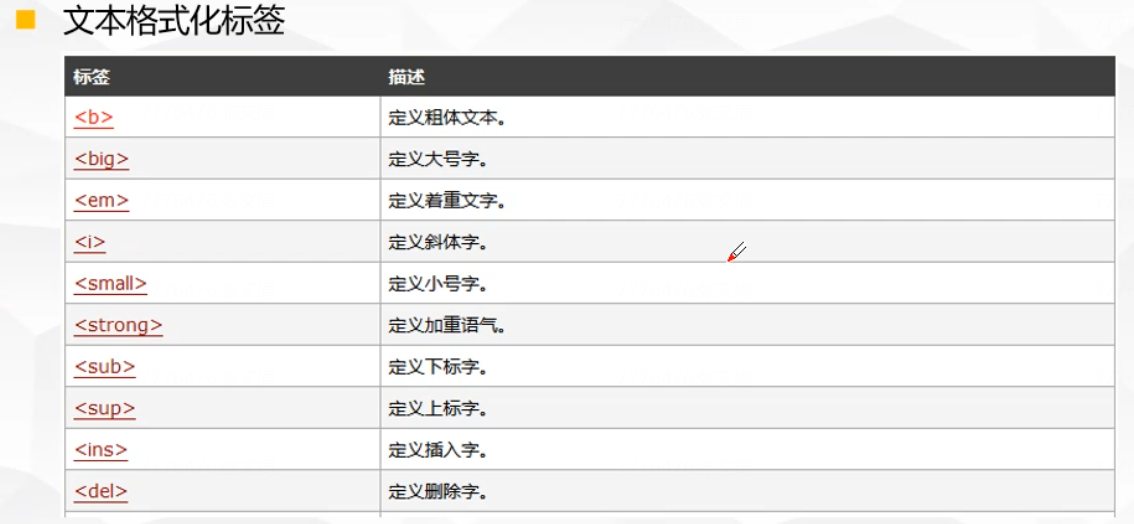 文本格式化标签
标签 描述
<b> 定义粗体文本。
<big> 定义大号字。
<em> 定义着重文字。
<i> 定义斜体字。
<small> 定义小号字。
<strong> 定义加重语气。
<sub> 定义下标字。
<sup> 定义上标字。
<ins> 定义插入字。
<del> 定义删除字。